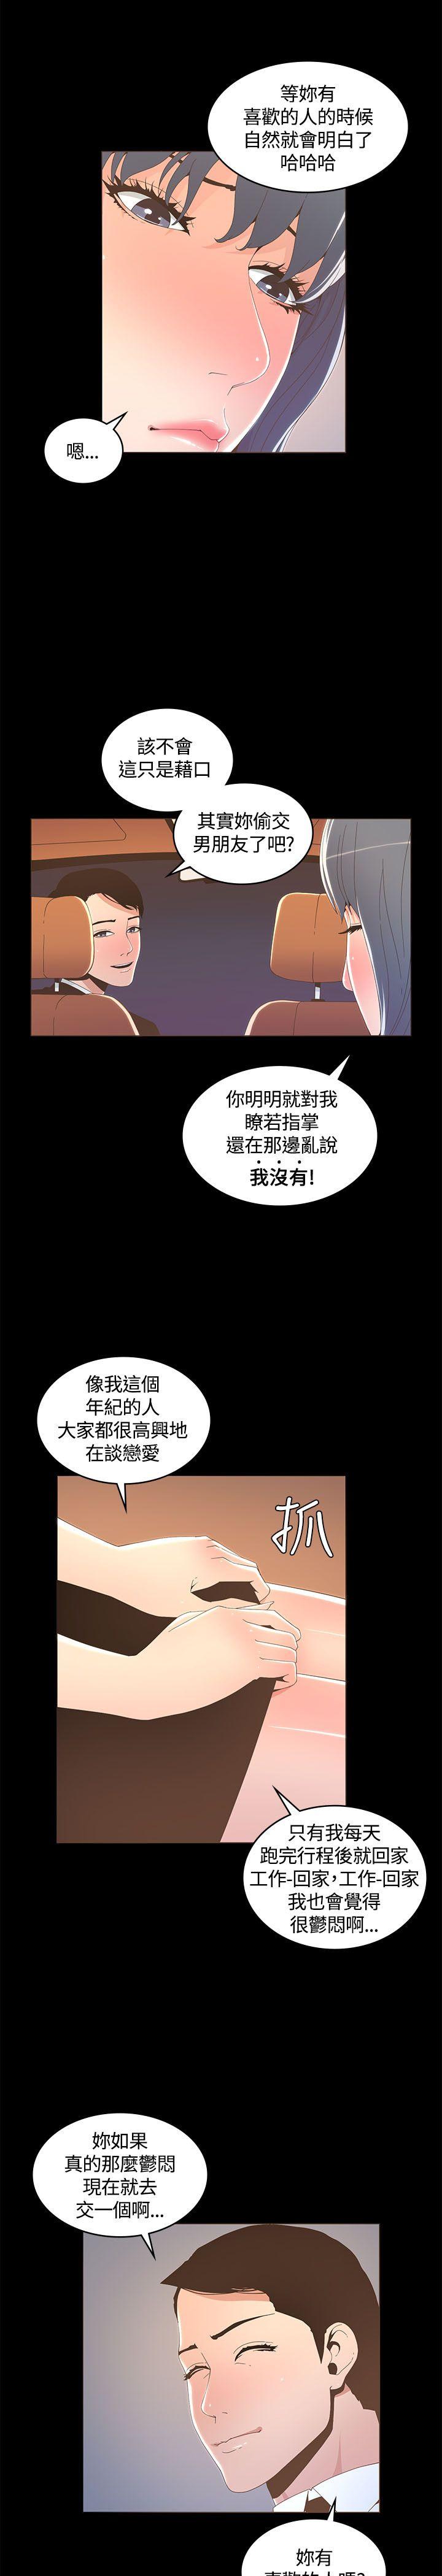 等妳有
喜歡的人的時候
自然就會明白了
哈哈哈
嗯...
該不會
這只是藉口
其實妳偷交
男朋友了吧?
你明明就對我
瞭若指掌
還在那邊亂說
我沒有!
像我這個
年紀的人
大家都很高興地
在談戀愛
抓
只有我每天
跑完行程後就回家
工作-回家,工作-回家
我也會覺得
很鬱悶啊...
妳如果
真的那麼鬱悶
現在就去
交一個啊...
妳有
喜歡的人嗎?